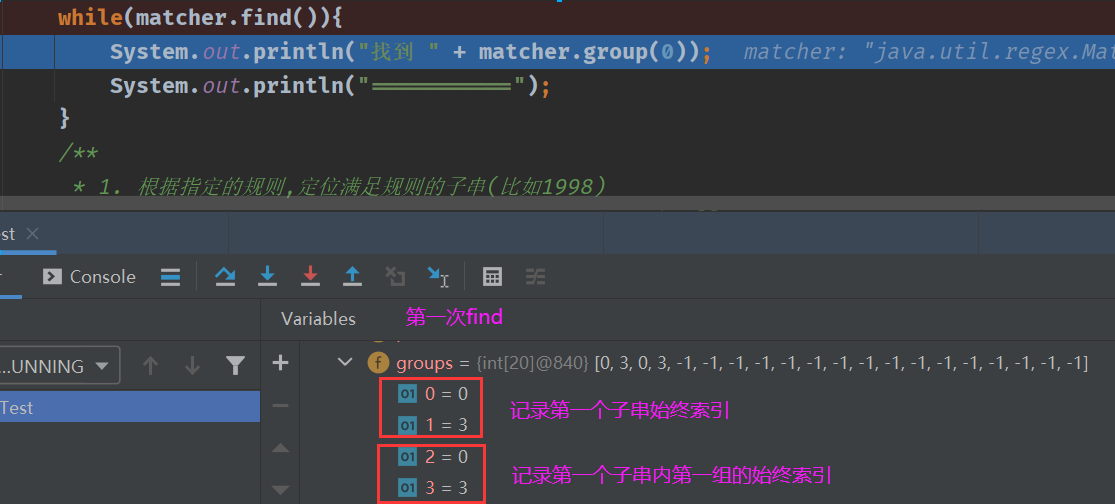 while(matcher.find()){
System.out.println("找到 " + matcher.group(0)); matcher: "java.util.regex.Mat
System.out.println("==========");
}
/**
* 1. 根据指定的规则,定位满足规则的子串(比如1998)
est
Console
Variables 第一次find
...UNNING
groups = {int[20]@840} [0, 3, 0, 3, -1, -1, -1, -1, -1, -1, -1, -1, -1, -1, -1, -1, -1, -1, -1, -1]
Test
01 0 = 0
记录第一个子串始终索引
01 1 = 3
01 2 = 0
记录第一个子串内第一组的始终索引
01 3 = 3